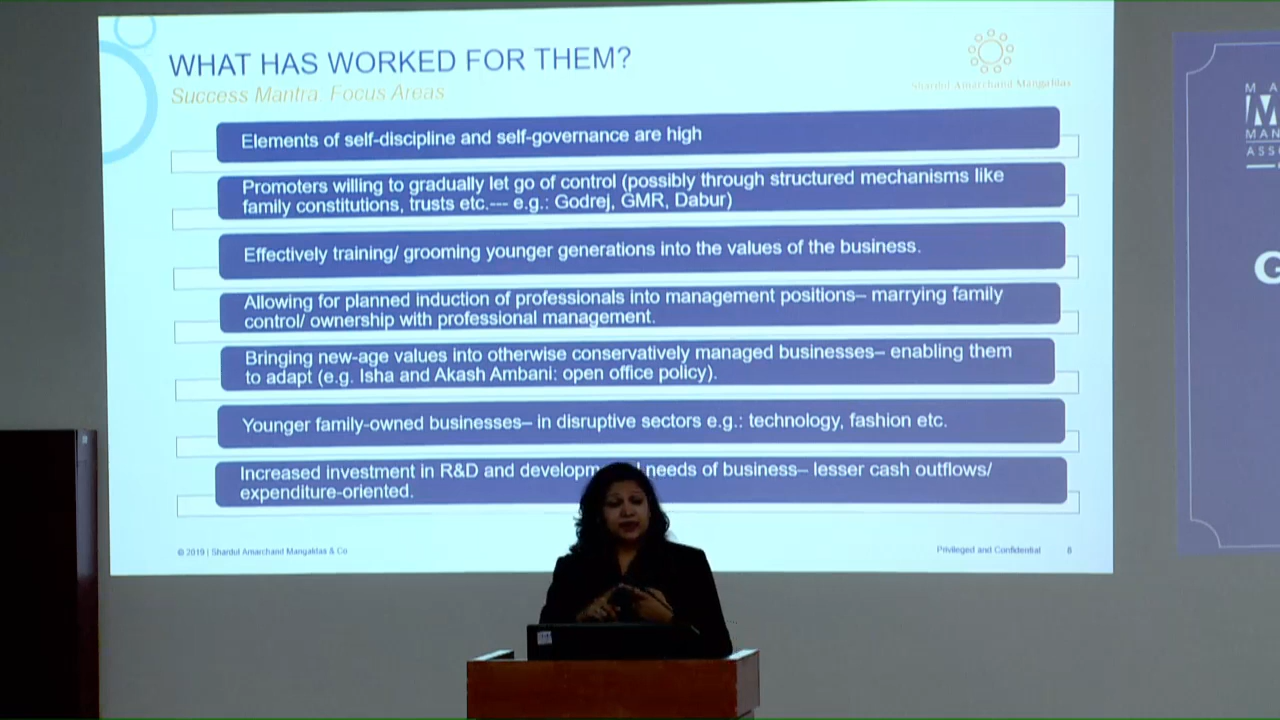 WHAT HAS WORKED FOR THEM?
Success Mantra: Focus Areas
Shardul Amarchand Mangaldas
Elements of self-discipline and self-governance are high
Promoters willing to gradually let go of control (possibly through structured mechanisms like
family constitutions, trusts etc.--- e.g.: Godrej, GMR, Dabur)
Effectively training/ grooming younger generations into the values of the business.
Allowing for planned induction of professionals into management positions– marrying family
control/ ownership with professional management.
Bringing new-age values into otherwise conservatively managed businesses– enabling them
to adapt (e.g. Isha and Akash Ambani: open office policy).
Younger family-owned businesses– in disruptive sectors e.g.: technology, fashion etc.
Increased investment in R&D and developm l needs of business– lesser cash outflows/
expenditure-oriented.
© 2019 | Shardul Amarchand Mangaldas & Co
Privileged and Confidential 8
M A
M
MAN
ASS
G